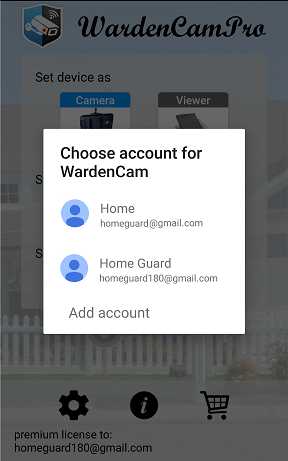 WardenCamPro
Set device as
Camera
Viewer
Choose account for
WardenCam
S
Home
homeguard@gmail.com
S
Home Guard
homeguard180@gmail.com
Add account
premium license to:
homeguard180@gmail.com